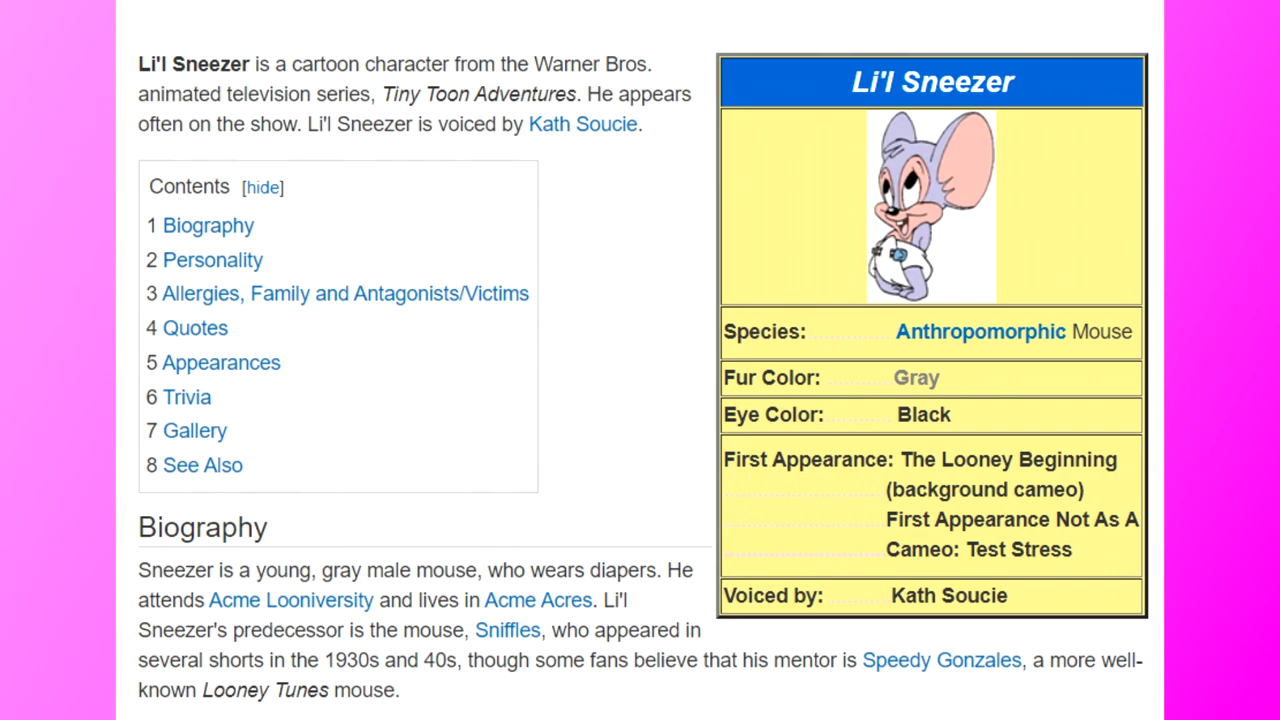 Li'l Sneezer is a cartoon character from the Warner Bros.
animated television series, Tiny Toon Adventures. He appears
often on the show. Li'l Sneezer is voiced by Kath Soucie.
Contents [hide]
1 Biography
2 Personality
3 Allergies, Family and Antagonists/Victims
4 Quotes
5 Appearances
6 Trivia
7 Gallery
8 See Also
Li'l Sneezer
Species: Anthropomorphic Mouse
Fur Color: Gray
Eye Color: Black
First Appearance: The Looney Beginning
(background cameo)
First Appearance Not As A
Cameo: Test Stress
Voiced by: Kath Soucie
Biography
Sneezer is a young, gray male mouse, who wears diapers. He
attends Acme Looniversity and lives in Acme Acres. Li'l
Sneezer's predecessor is the mouse, Sniffles, who appeared in
several shorts in the 1930s and 40s, though some fans believe that his mentor is Speedy Gonzales, a more well-
known Looney Tunes mouse.